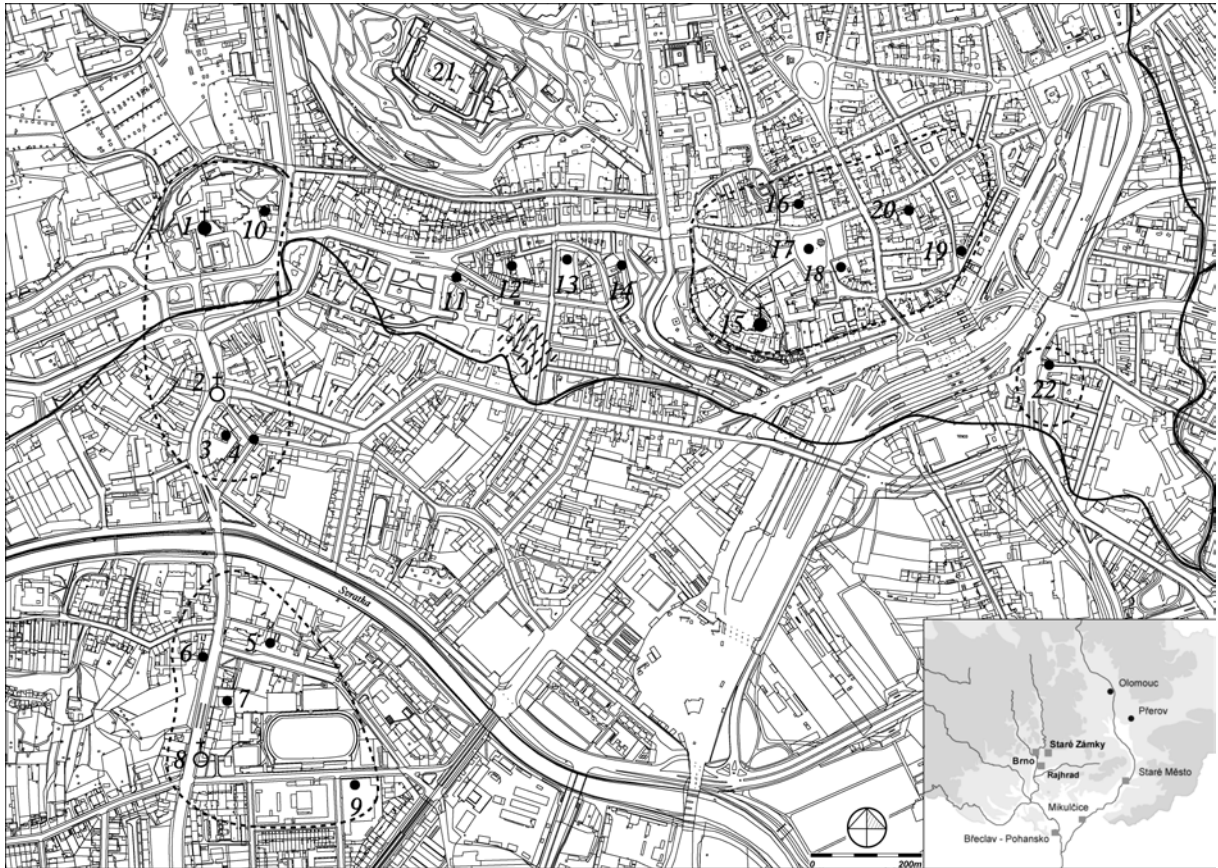 21
1
10
16
20
17
19
18
11
12
13
14
15
2
22
3
4
Svratka
5
6
7
8
9
0
200m
Olomouc
Přerov
Staré Zámky
Brno
Rajhrad
Staré Město
Mikulčice
Břeclav - Pohansko